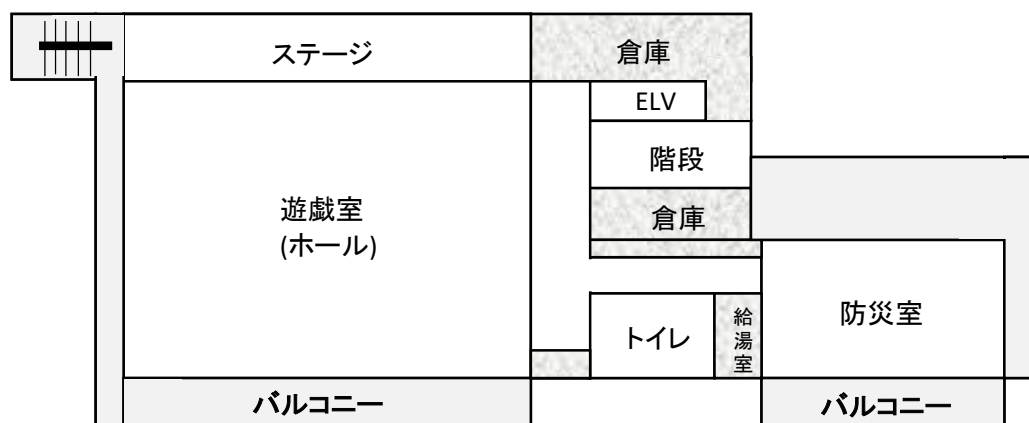 ステージ
倉庫
ELV
階段
遊戯室
(ホール)
倉庫
防災室
トイレ
給湯室
バルコニー
バルコニー